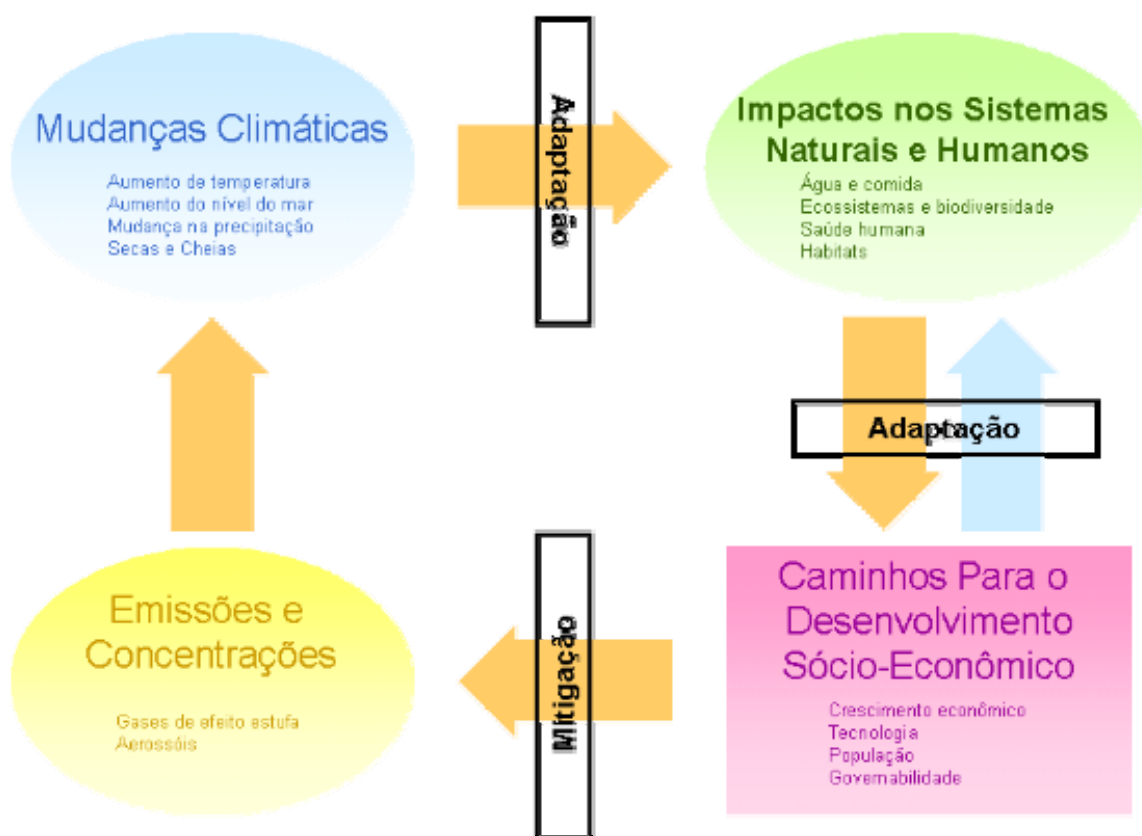 Mudanças Climáticas
Aumento de temperatura
Aumento do nível do mar
Mudança na precipitação
Secas e Cheias
Adaptação
Impactos nos Sistemas
Naturais e Humanos
Água e comida
Ecossistemas e biodiversidade
Saúde humana
Habitats
Adaptação
Emissões e
Concentrações
Gases de efeito estufa
Aerossóis
Mitigação
Caminhos Para o
Desenvolvimento
Sócio-Econômico
Crescimento econômico
Tecnologia
População
Governabilidade